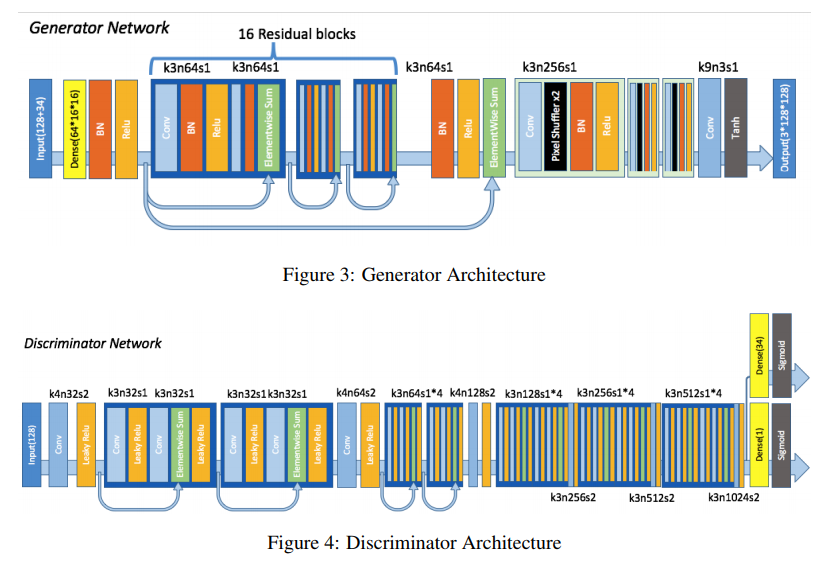 Generator Network
16 Residual blocks
k3n64s1 k3n64s1 k3n64s1 k3n256s1 k9n3s1
Input(128+34)
Dense(64*16*16)
BN
Relu
Conv
BN
Relu
Elementwise Sum
BN
Relu
ElementWise Sum
Conv
Pixel Shuffler x2
BN
Relu
Conv
Tanh
Output(3*128*128)
Figure 3: Generator Architecture
Discriminator Network
Dense(34)
Sigmoid
k4n32s2 k3n32s1 k3n32s1 k3n32s1 k3n32s1 k4n64s2 k3n64s1*4 k4n128s2 k3n128s1*4 k3n256s1*4 k3n512s1*4
Input(128)
Conv
Leaky Relu
Conv
Leaky Relu
Conv
Elementwise Sum
Leaky Relu
Conv
Leaky Relu
Conv
Elementwise Sum
Leaky Relu
Conv
Leaky Relu
Dense(1)
Sigmoid
k3n256s2 k3n512s2 k3n1024s2
Figure 4: Discriminator Architecture